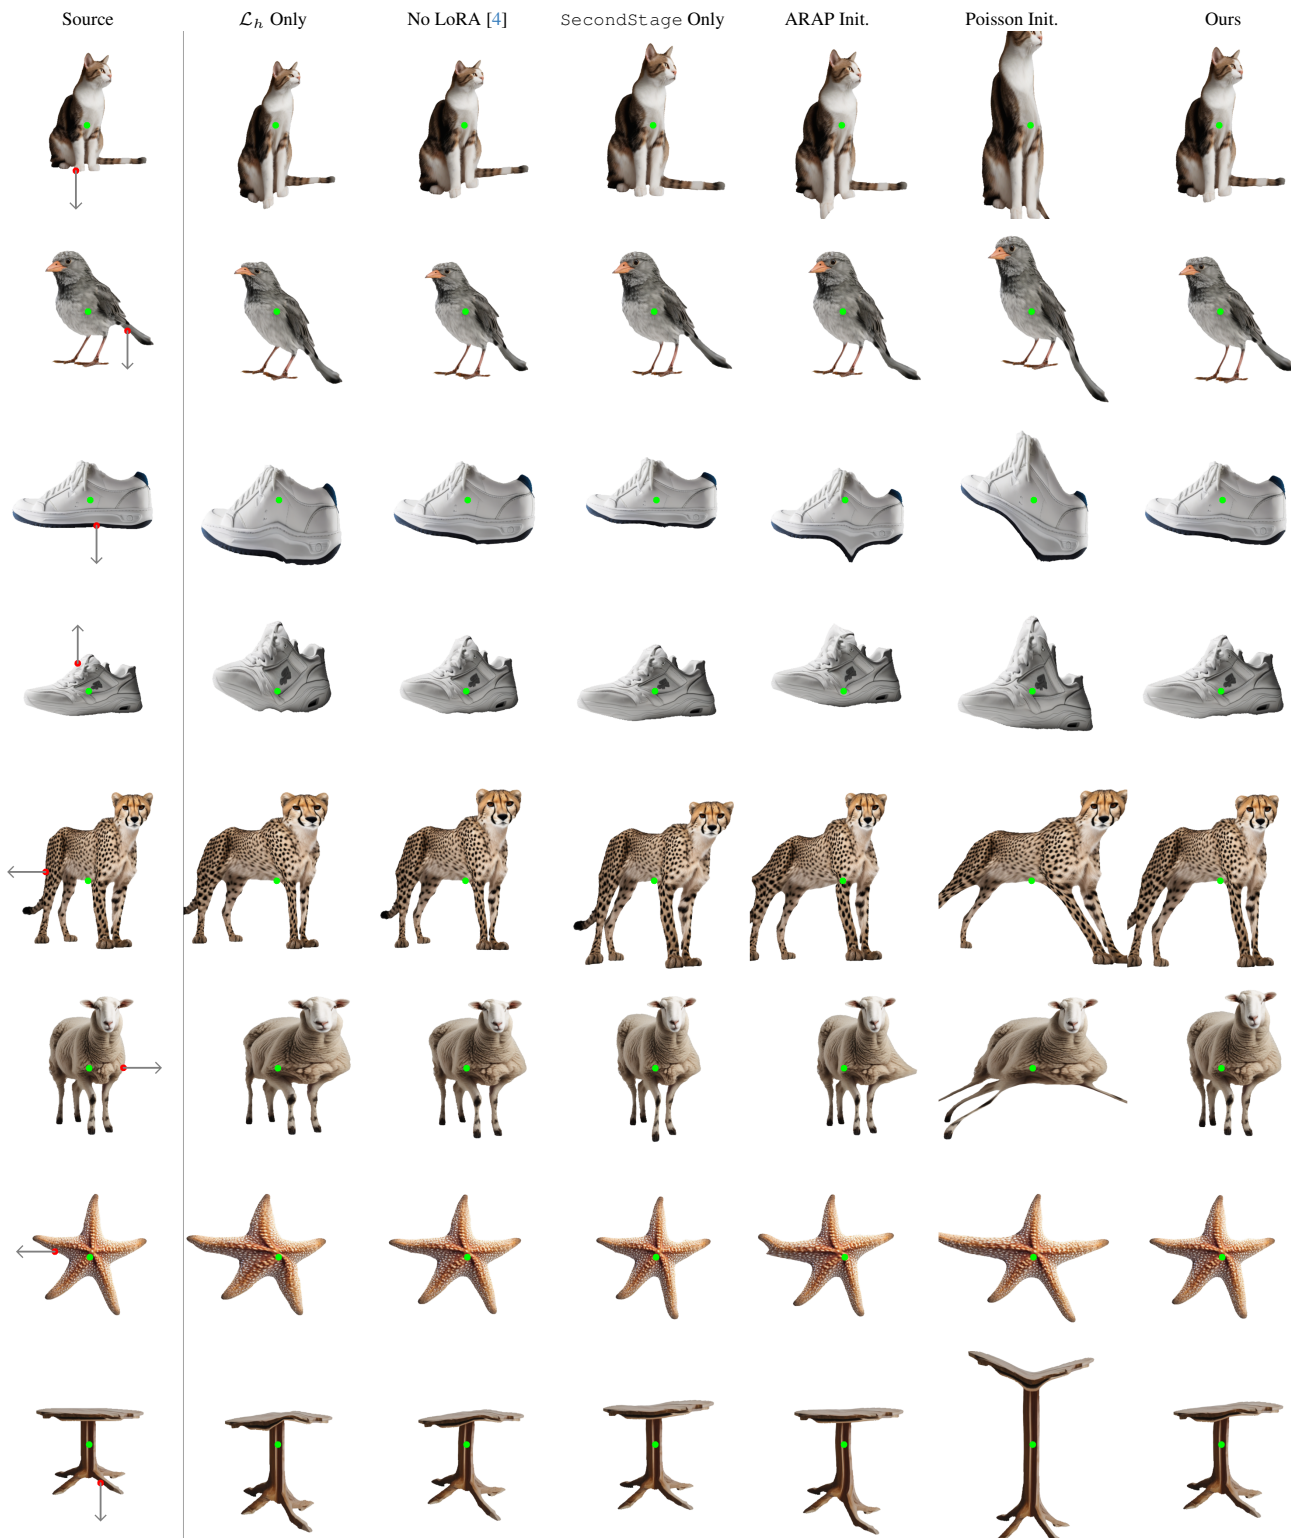 Source ℒₕ Only No LoRA [4] SecondStage Only ARAP Init. Poisson Init. Ours